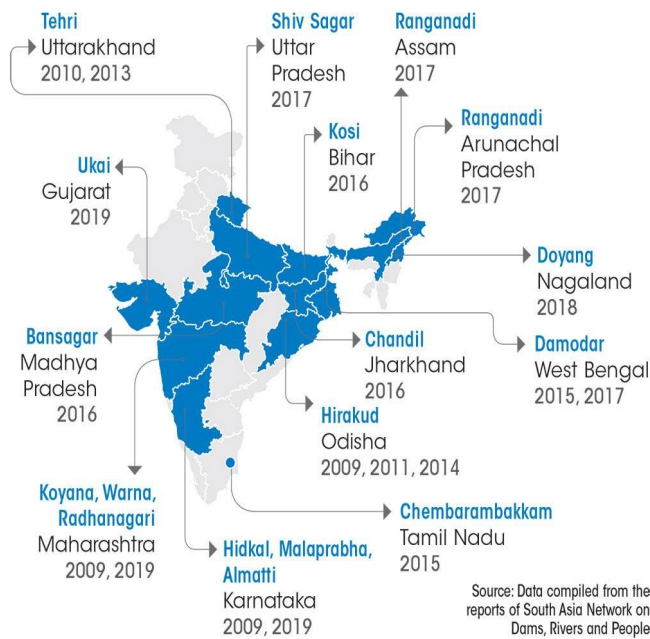 Tehri
Uttarakhand
2010, 2013
Shiv Sagar
Uttar
Pradesh
2017
Ranganadi
Assam
2017
Ranganadi
Arunachal
Pradesh
2017
Kosi
Bihar
2016
Ukai
Gujarat
2019
Doyang
Nagaland
2018
Bansagar
Madhya
Pradesh
2016
Chandil
Jharkhand
2016
Damodar
West Bengal
2015, 2017
Hirakud
Odisha
2009, 2011, 2014
Koyana, Warna,
Radhanagari
Maharashtra
2009, 2019
Hidkal, Malaprabha,
Almatti
Karnataka
2009, 2019
Chembarambakkam
Tamil Nadu
2015
Source: Data compiled from the
reports of South Asia Network on
Dams, Rivers and People